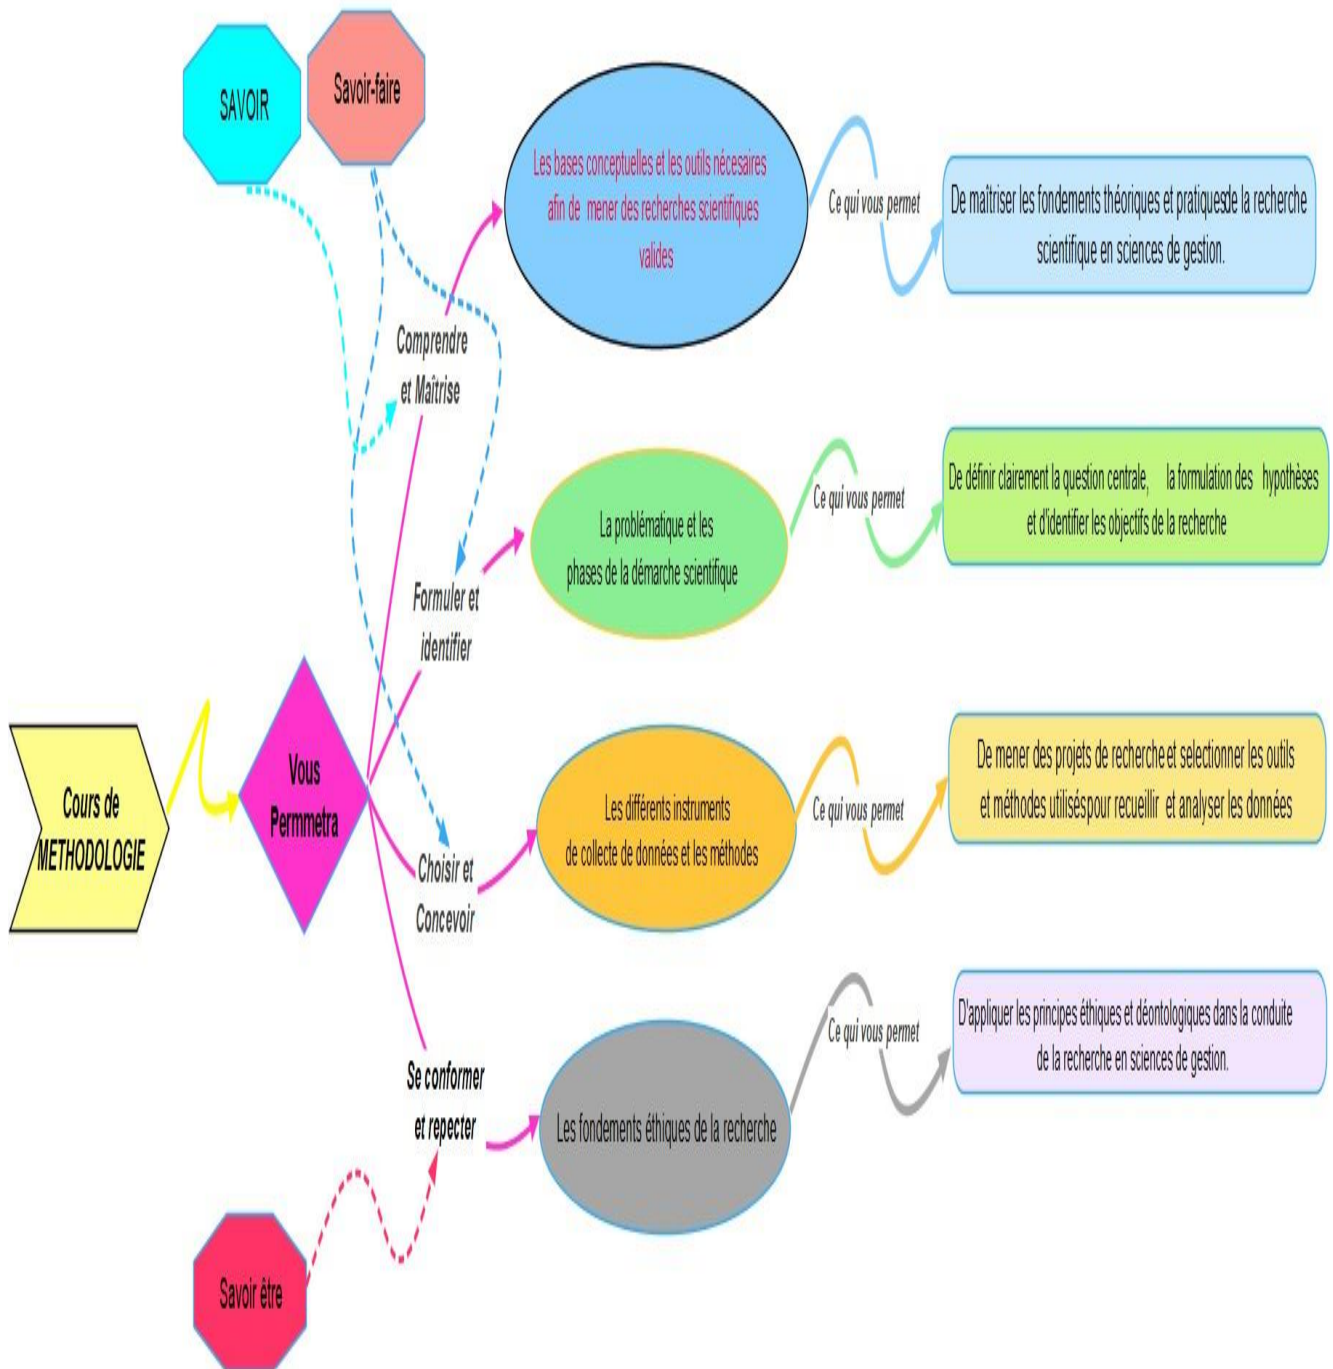 SAVOIR
Savoir-faire
Les bases conceptuelles et les outils nécesaires
afin de mener des recherches scientifiques
valides
Ce qui vous permet
De maîtriser les fondements théoriques et pratiquesde la recherche
scientifique en sciences de gestion.
Comprendre
et Maîtrise
La problématique et les
phases de la démarche scientifique
Ce qui vous permet
De définir clairement la question centrale, la formulation des hypothèses
et d'identifier les objectifs de la recherche
Formuler et
identifier
Cours de
METHODOLOGIE
Vous
Permmetra
Choisir et
Concevoir
Les différents instruments
de collecte de données et les méthodes
Ce qui vous permet
De mener des projets de recherche et selectionner les outils
et méthodes utiliséspour recueillir et analyser les données
Se conformer
et repecter
Les fondements éthiques de la recherche
Ce qui vous permet
D'appliquer les principes éthiques et déontologiques dans la conduite
de la recherche en sciences de gestion.
Savoir être